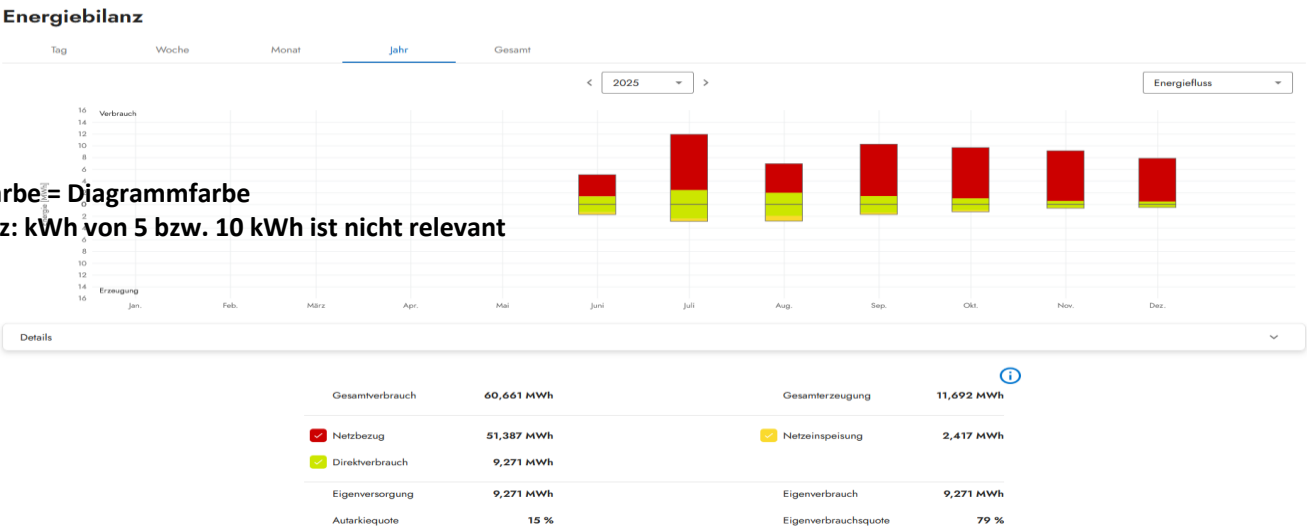 Energiebilanz
Tag Woche Monat Jahr Gesamt
< 2025 > Energiefluss
16 Verbrauch
14
12
10
8
6
4
arbe = Diagrammfarbe
2
z: kWh von 5 bzw. 10 kWh ist nicht relevant
6
8
10
12
14 Erzeugung
16
Jan. Feb. März Apr. Mai Juni Juli Aug. Sep. Okt. Nov. Dez.
Details
Gesamtverbrauch 60,661 MWh Gesamterzeugung 11,692 MWh
Netzbezug 51,387 MWh Netzeinspeisung 2,417 MWh
Direktverbrauch 9,271 MWh
Eigenversorgung 9,271 MWh Eigenverbrauch 9,271 MWh
Autarkiequote 15 % Eigenverbrauchsquote 79 %